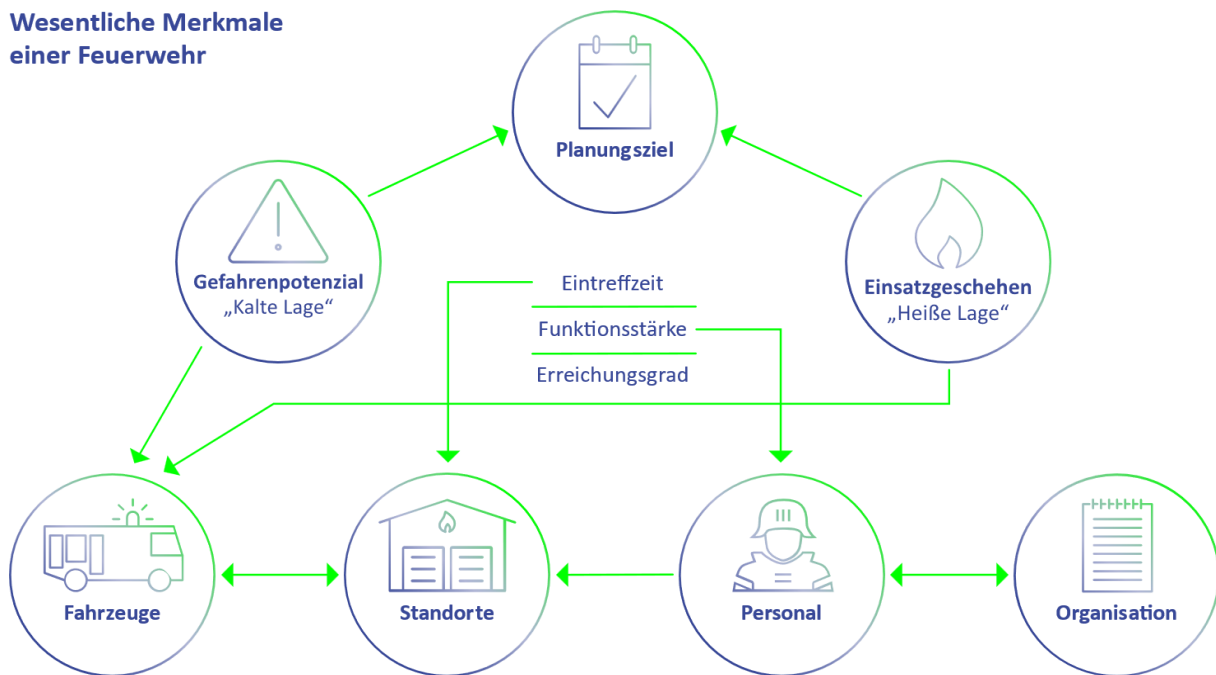 Wesentliche Merkmale
einer Feuerwehr
Planungsziel
Gefahrenpotenzial
„Kalte Lage“
Einsatzgeschehen
„Heiße Lage“
Eintreffzeit
Funktionsstärke
Erreichungsgrad
Fahrzeuge
Standorte
Personal
Organisation